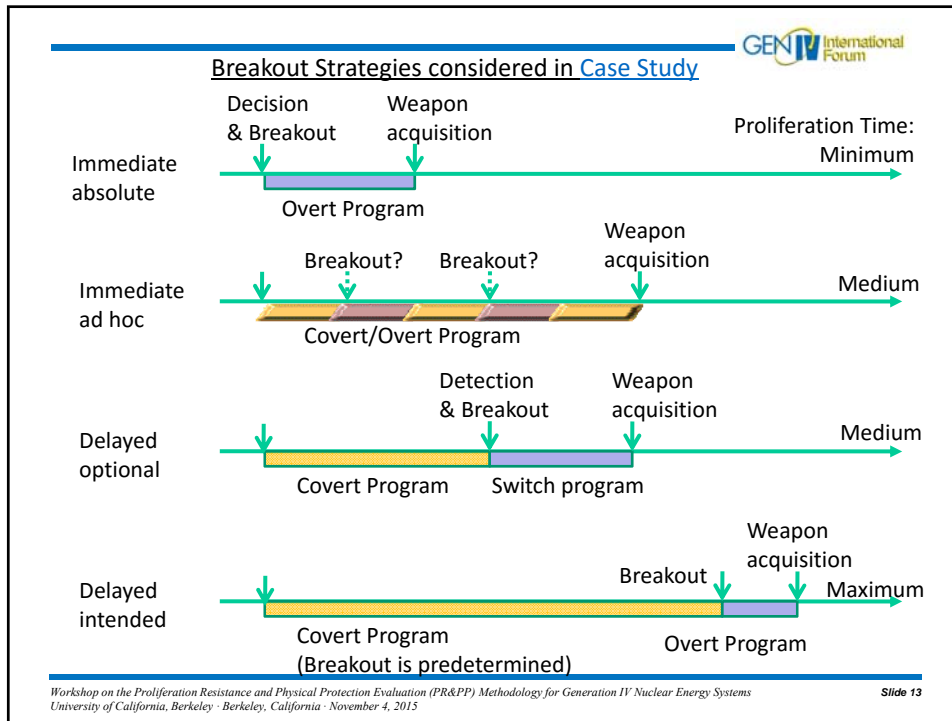 GEN IV International
Forum
Breakout Strategies considered in Case Study
Decision
& Breakout
Weapon
acquisition
Proliferation Time:
Minimum
Immediate
absolute
Overt Program
Breakout?
Breakout?
Weapon
acquisition
Immediate
ad hoc
Medium
Covert/Overt Program
Detection
& Breakout
Weapon
acquisition
Delayed
optional
Medium
Covert Program
Switch program
Breakout
Weapon
acquisition
Delayed
intended
Maximum
Covert Program
(Breakout is predetermined)
Overt Program
Workshop on the Proliferation Resistance and Physical Protection Evaluation (PR&PP) Methodology for Generation IV Nuclear Energy Systems
University of California, Berkeley · Berkeley, California · November 4, 2015
Slide 13